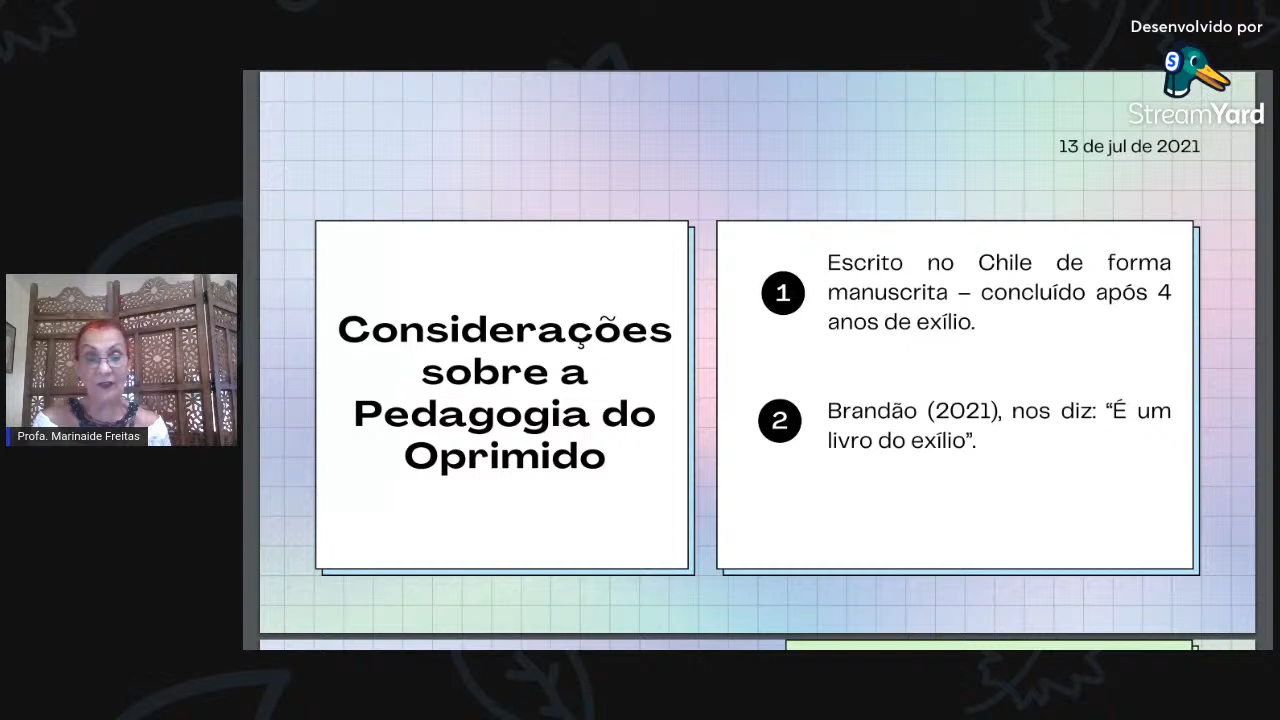 Desenvolvido por
StreamYard
13 de jul de 2021
Considerações
sobre a
Pedagogia do
Oprimido
1
Escrito no Chile de forma
manuscrita – concluído após 4
anos de exílio.
2
Brandão (2021), nos diz: “É um
livro do exílio”.
Profa. Marinaide Freitas